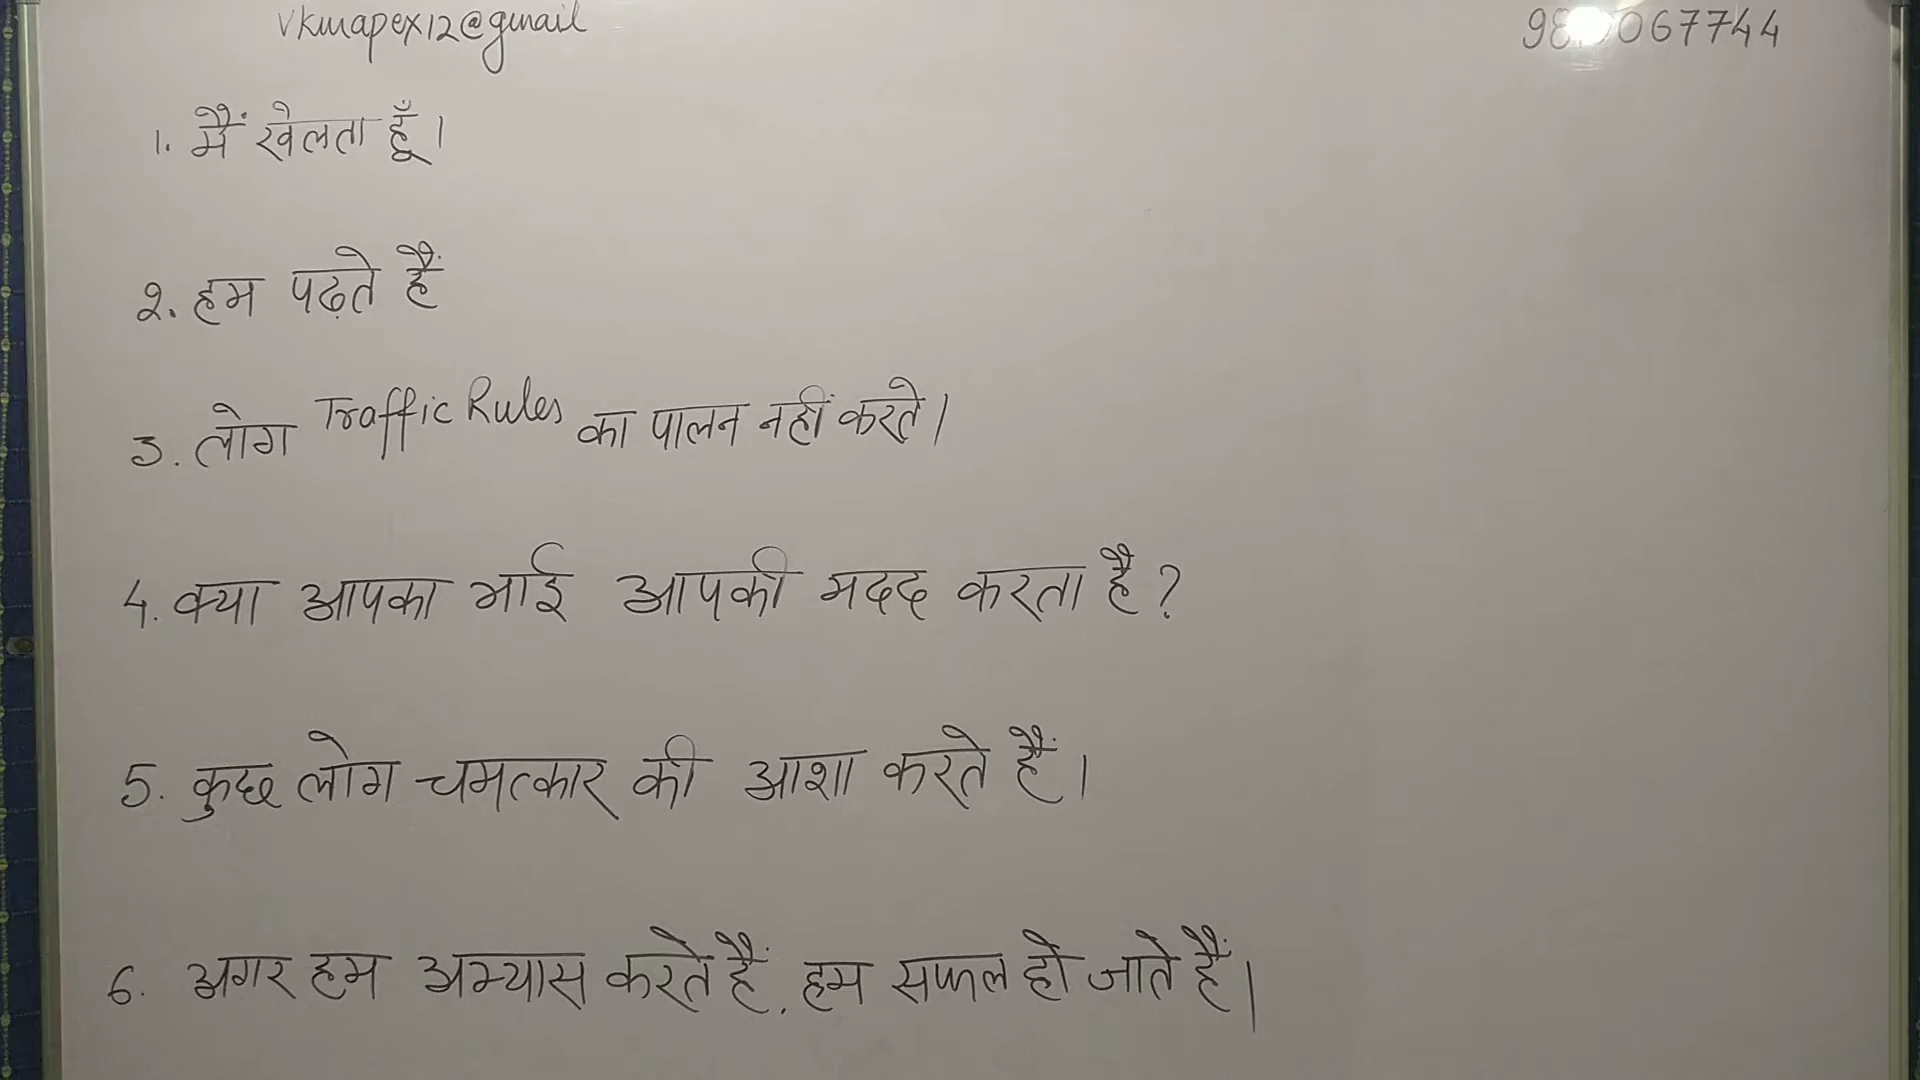 vkmapex12@gmail
1. मैं खेलता हूँ।
2. हम पढ़ते हैं
3. लोग Traffic Rules का पालन नहीं करते।
4. क्या आपका भाई आपकी मदद करता है?
5. कुछ लोग चमत्कार की आशा करते हैं।
6. अगर हम अभ्यास करते हैं, हम सफल हो जाते हैं।